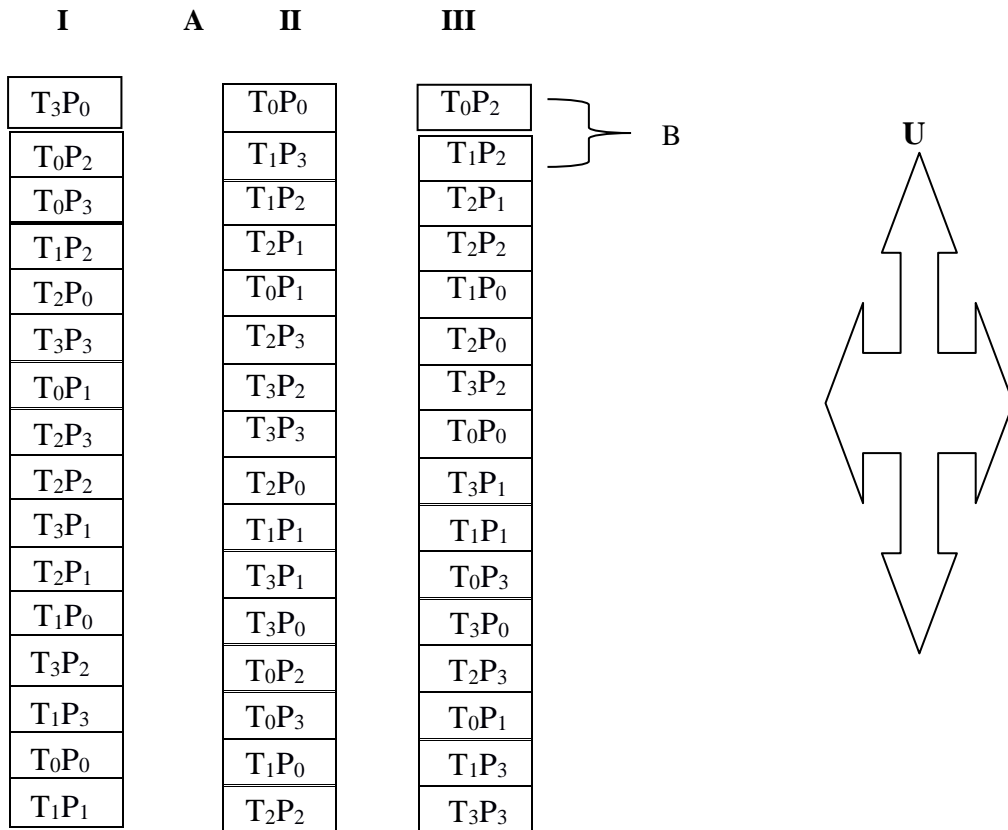 I A II III
T₃P₀ T₀P₀ T₀P₂
B
U
T₀P₂ T₁P₃ T₁P₂
T₀P₃ T₁P₂ T₂P₁
T₁P₂ T₂P₁ T₂P₂
T₂P₀ T₀P₁ T₁P₀
T₃P₃ T₂P₃ T₂P₀
T₀P₁ T₃P₂ T₃P₂
T₂P₃ T₃P₃ T₀P₀
T₂P₂ T₂P₀ T₃P₁
T₃P₁ T₁P₁ T₁P₁
T₂P₁ T₃P₁ T₀P₃
T₁P₀ T₃P₀ T₃P₀
T₃P₂ T₀P₂ T₂P₃
T₁P₃ T₀P₃ T₀P₁
T₀P₀ T₁P₀ T₁P₃
T₁P₁ T₂P₂ T₃P₃